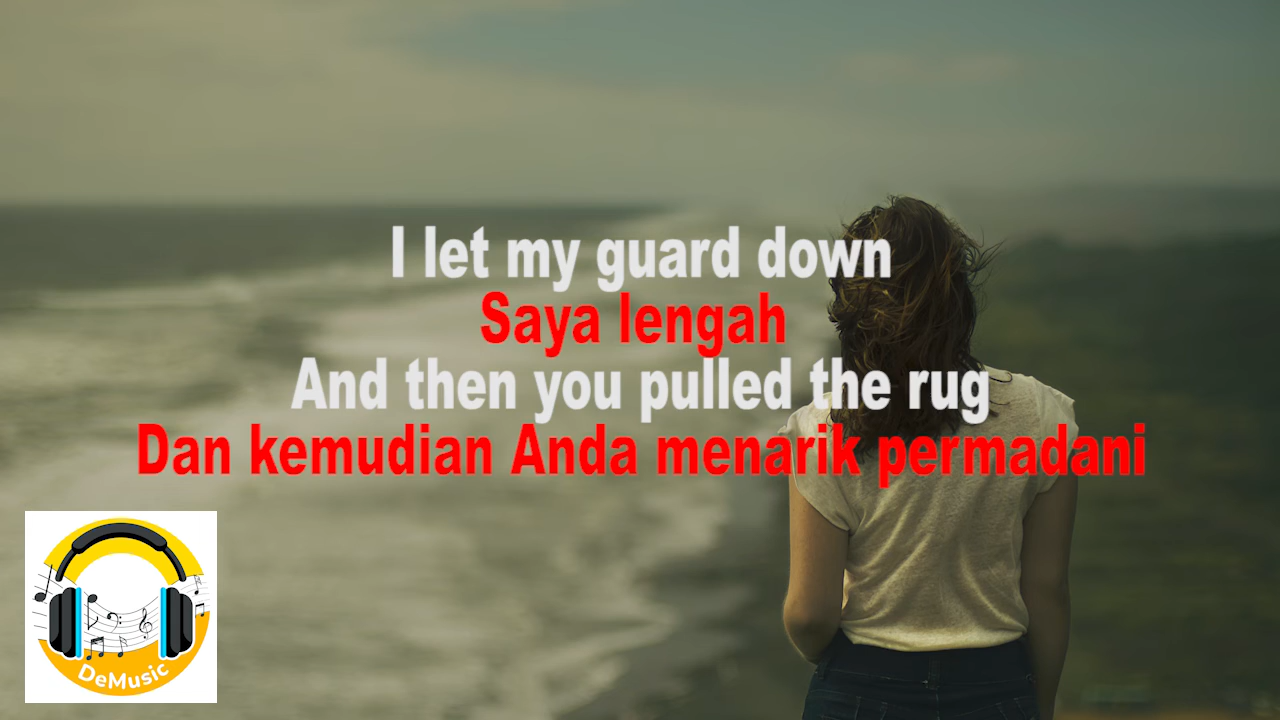 I let my guard down
Saya lengah
And then you pulled the rug
Dan kemudian Anda menarik permadani
DeMusic